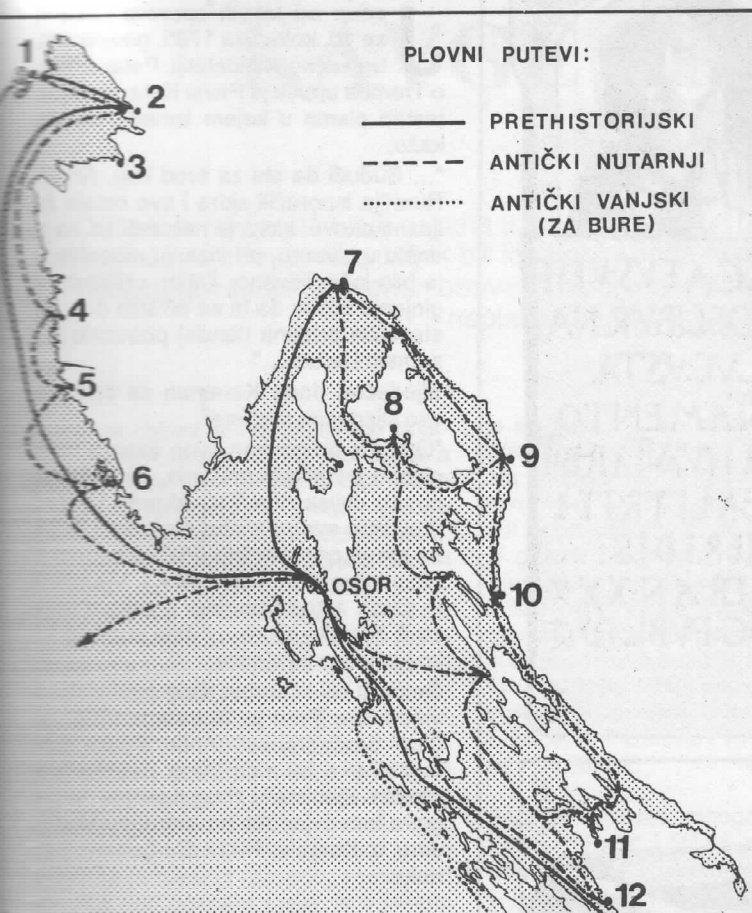 PLOVNI PUTEVI:
PRETHISTORIJSKI
ANTIČKI NUTARNJI
ANTIČKI VANJSKI
(ZA BURE)
1
2
3
4
5
6
7
8
9
OSOR
10
11
12